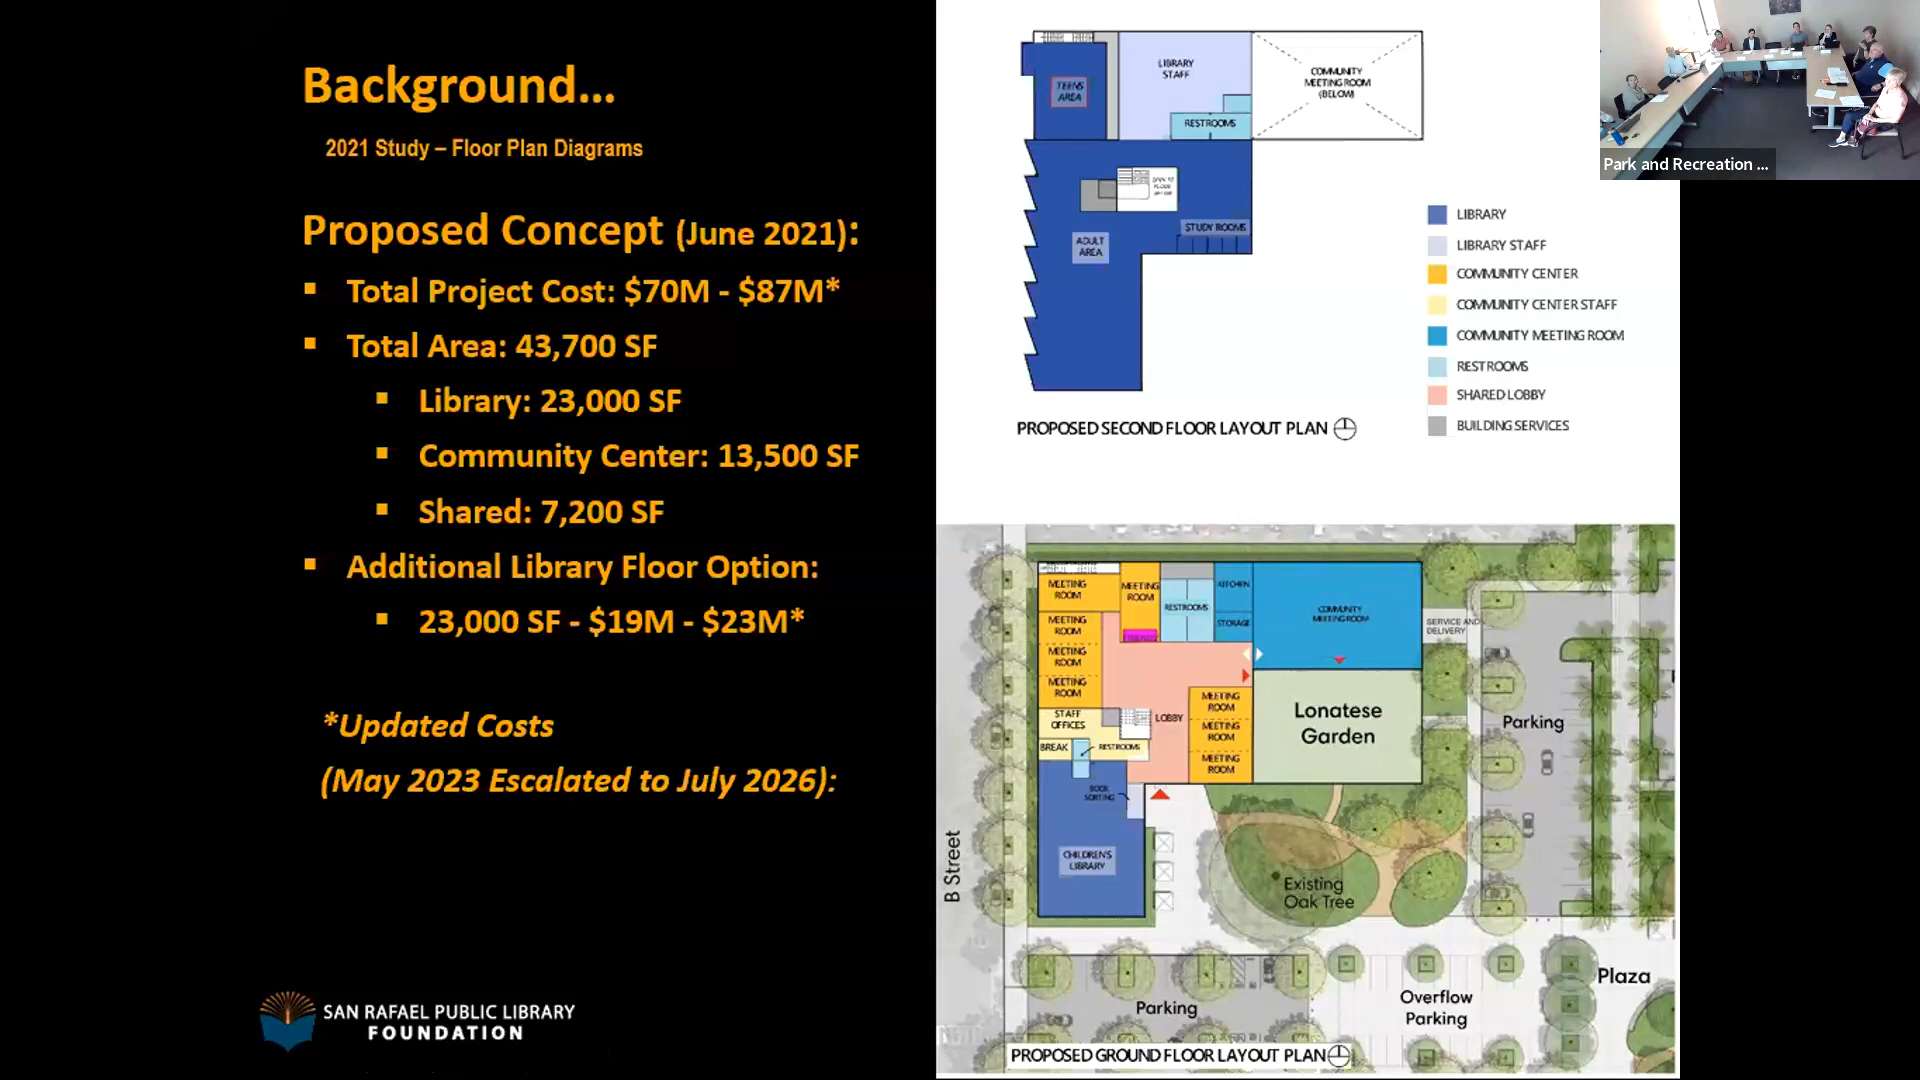 Background...
2021 Study – Floor Plan Diagrams
Proposed Concept (June 2021):
▪ Total Project Cost: $70M - $87M*
▪ Total Area: 43,700 SF
▪ Library: 23,000 SF
▪ Community Center: 13,500 SF
▪ Shared: 7,200 SF
▪ Additional Library Floor Option:
▪ 23,000 SF - $19M - $23M*
*Updated Costs
(May 2023 Escalated to July 2026):
SAN RAFAEL PUBLIC LIBRARY
FOUNDATION
TEENS
AREA
LIBRARY
STAFF
RESTROOMS
COMMUNITY
MEETING ROOM
(BELOW)
STUDY ROOMS
ADULT
AREA
PROPOSED SECOND FLOOR LAYOUT PLAN
LIBRARY
LIBRARY STAFF
COMMUNITY CENTER
COMMUNITY CENTER STAFF
COMMUNITY MEETING ROOM
RESTROOMS
SHARED LOBBY
BUILDING SERVICES
Park and Recreation ...
MEETING
ROOM
MEETING
ROOM
RESTROOMS
KITCHEN
STORAGE
COMMUNITY
MEETING ROOM
SERVICE AND
DELIVERY
FRIENDS
MEETING
ROOM
MEETING
ROOM
MEETING
ROOM
STAFF
OFFICES
BREAK
RESTROOMS
LOBBY
MEETING
ROOM
MEETING
ROOM
MEETING
ROOM
Lonatese
Garden
Parking
BOOK
SORTING
CHILDREN'S
LIBRARY
B Street
Existing
Oak Tree
Parking
Overflow
Parking
Plaza
PROPOSED GROUND FLOOR LAYOUT PLAN